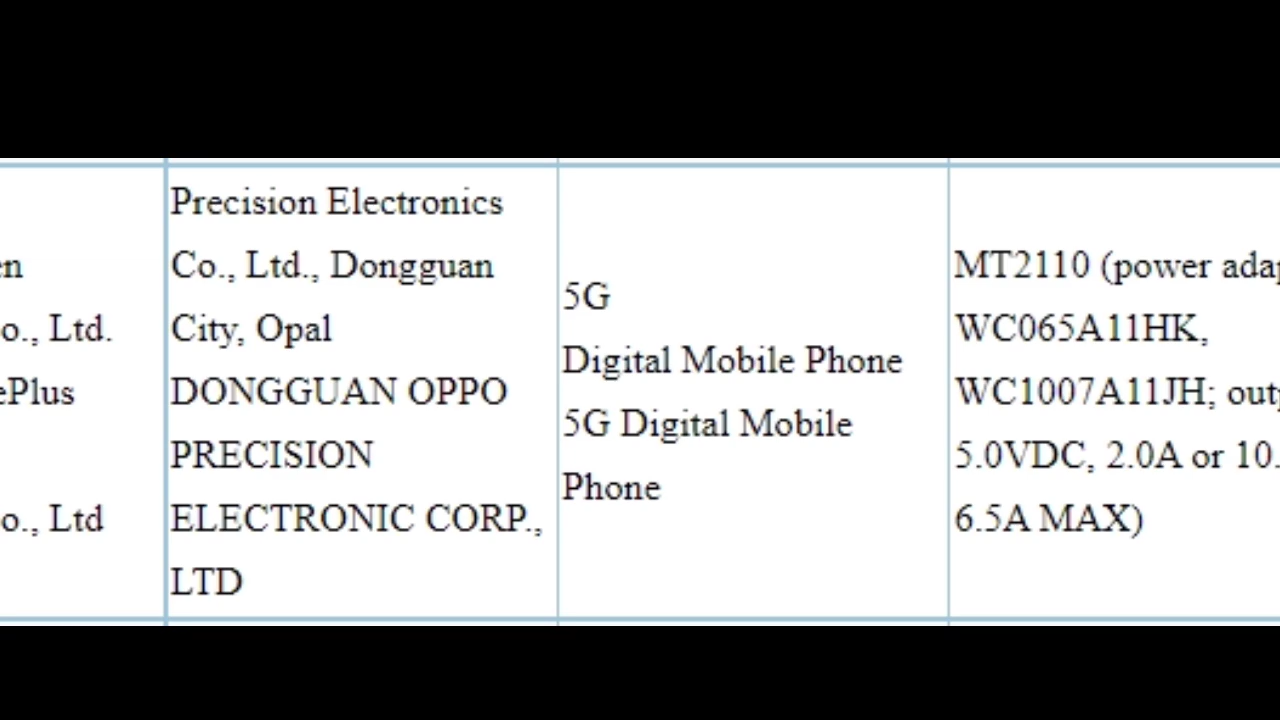 en
o., Ltd.
ePlus
o., Ltd
Precision Electronics
Co., Ltd., Dongguan
City, Opal
DONGGUAN OPPO
PRECISION
ELECTRONIC CORP.,
LTD
5G
Digital Mobile Phone
5G Digital Mobile
Phone
MT2110 (power adap
WC065A11HK,
WC1007A11JH; outp
5.0VDC, 2.0A or 10.
6.5A MAX)